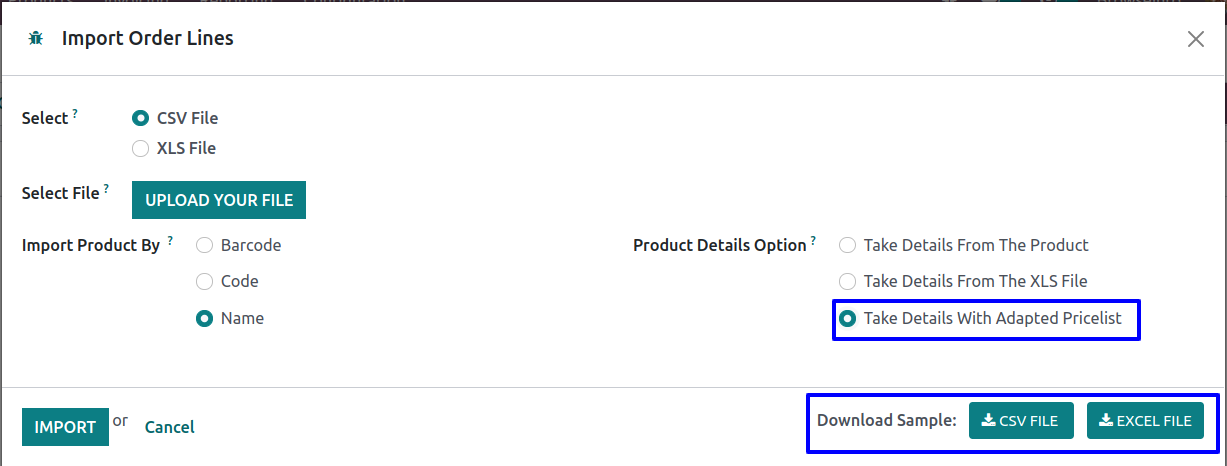 Import Order Lines
Select ?
CSV File
XLS File
Select File ?
UPLOAD YOUR FILE
Import Product By ?
Barcode
Code
Name
Product Details Option ?
Take Details From The Product
Take Details From The XLS File
Take Details With Adapted Pricelist
IMPORT or Cancel
Download Sample: CSV FILE EXCEL FILE